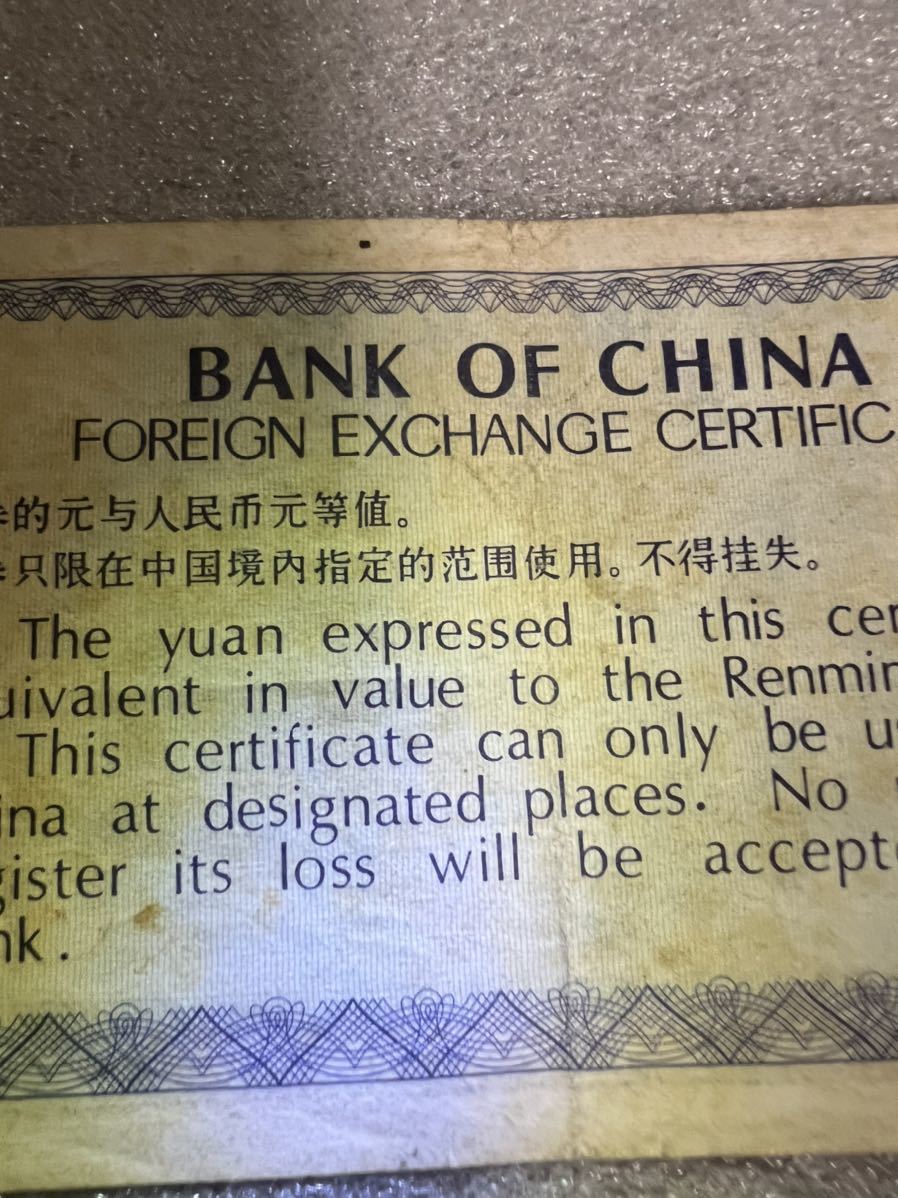 BANK OF CHINA
FOREIGN EXCHANGE CERTIFIC
的元与人民币元等值。
只限在中国境内指定的范围使用。不得挂失。
The yuan expressed in this cer
uivalent in value to the Renmin
This certificate can only be u
ina at designated places. No
gister its loss will be accept
nk.